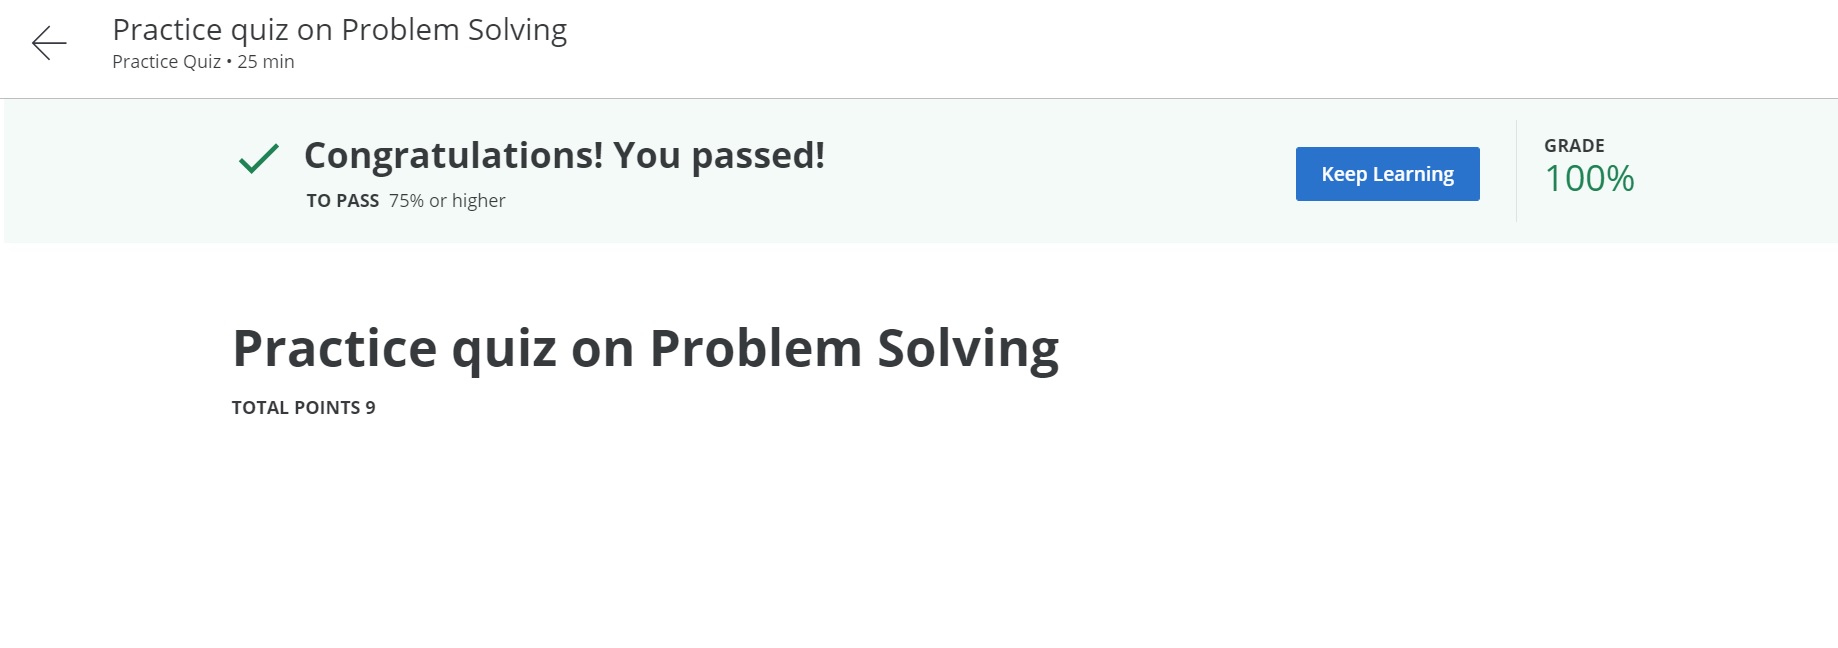 Practice quiz on Problem Solving
Practice Quiz • 25 min
Congratulations! You passed!
TO PASS 75% or higher
Keep Learning
GRADE
100%
Practice quiz on Problem Solving
TOTAL POINTS 9